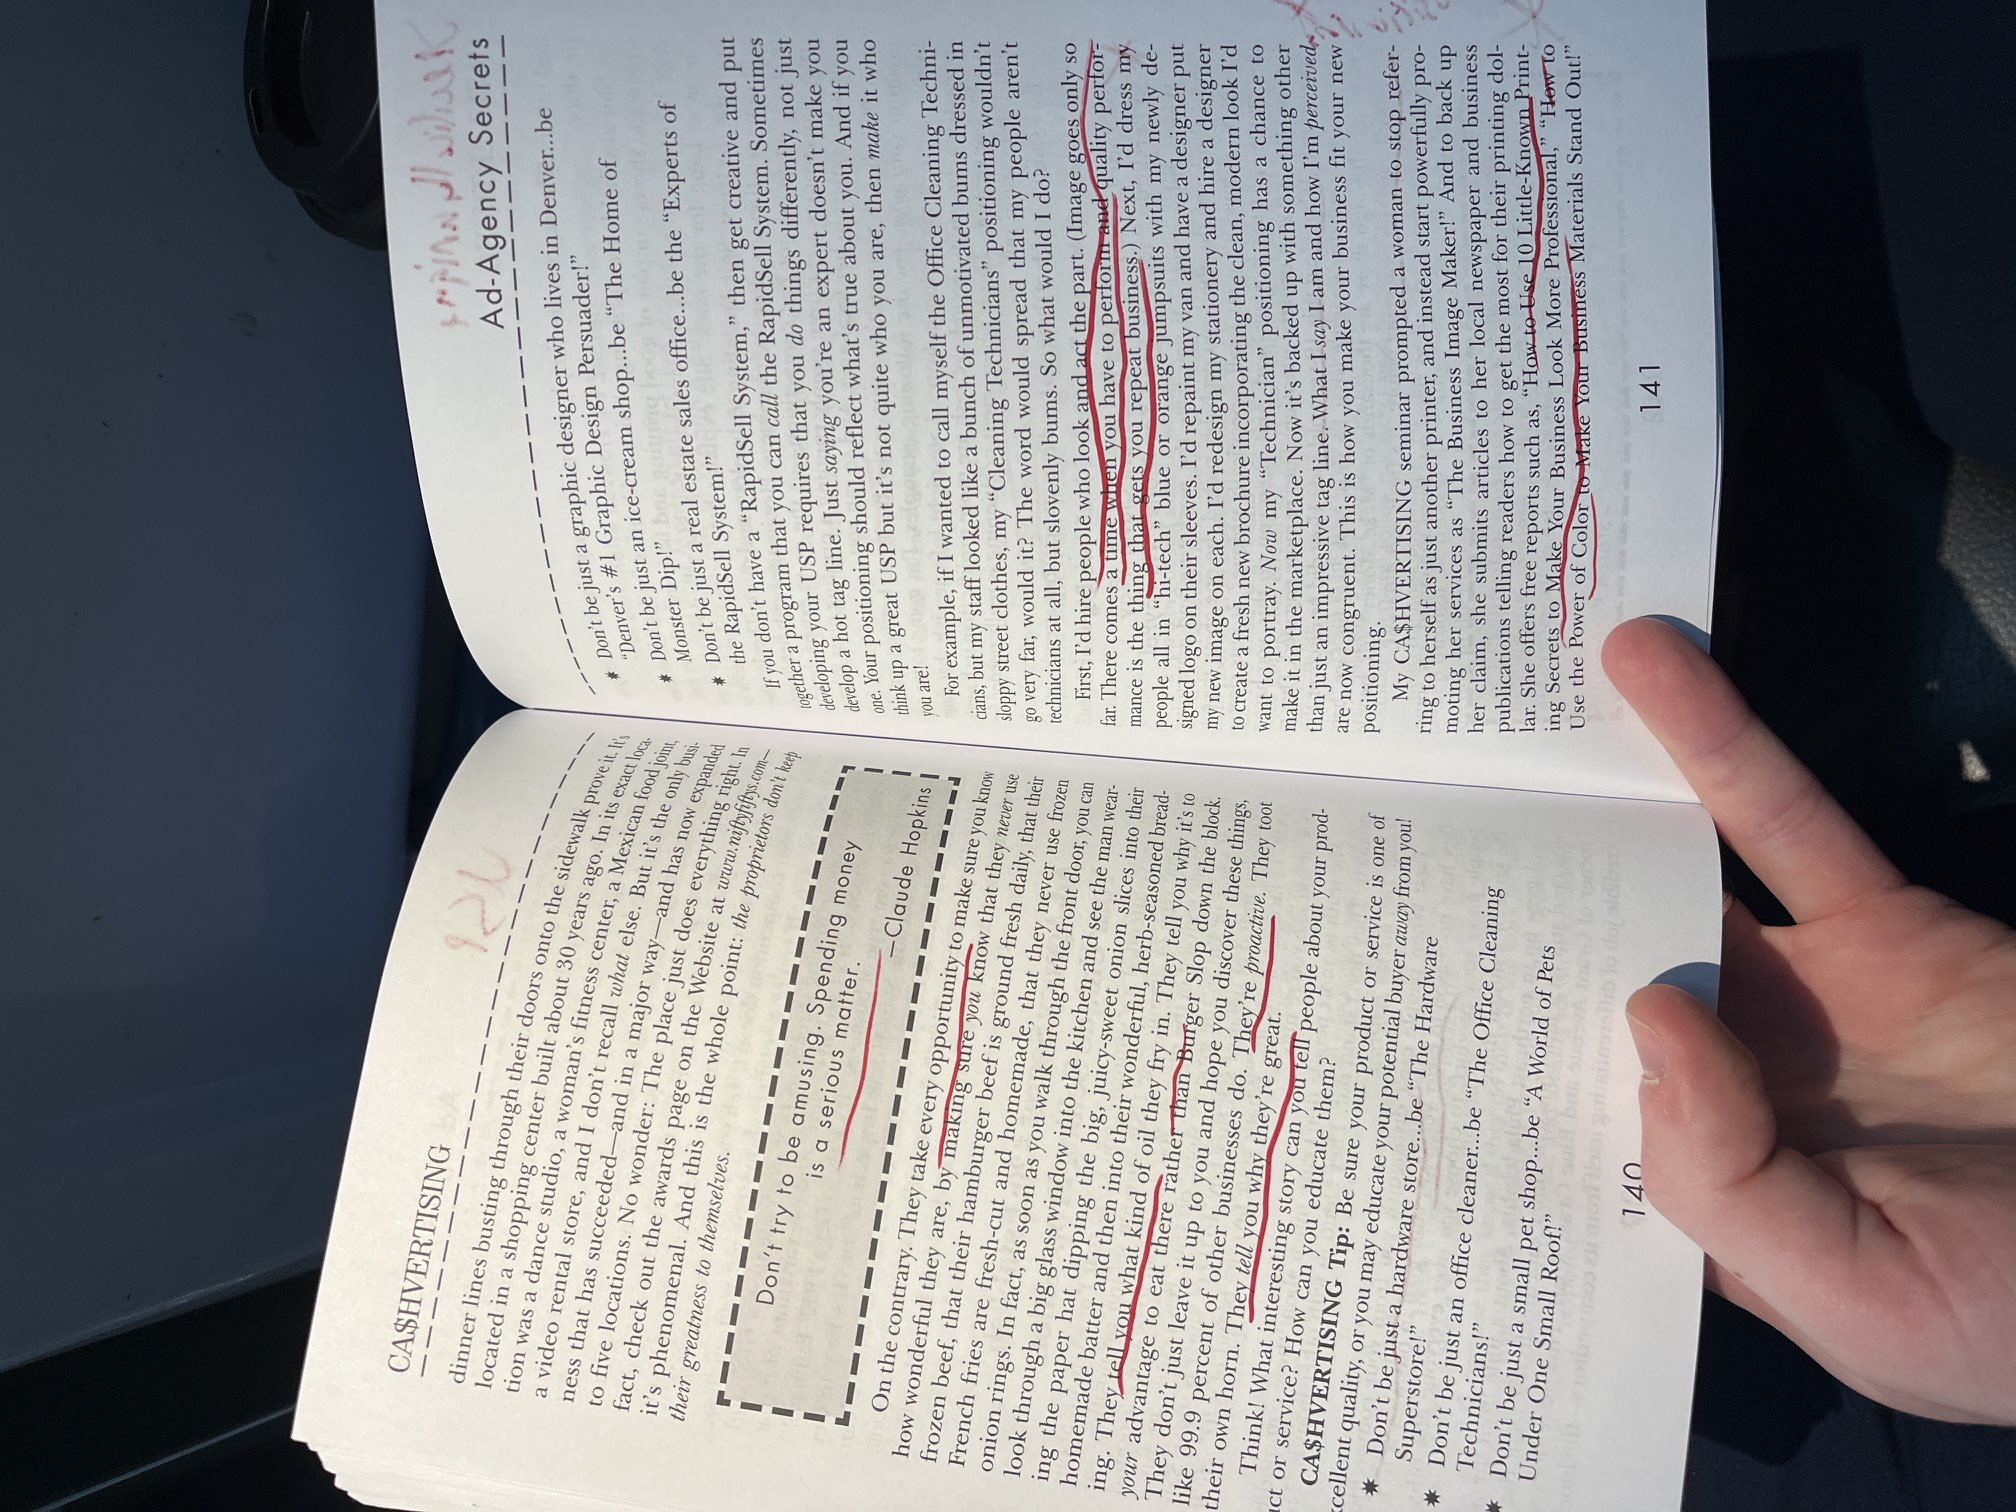 CA$HVERTISING
dinner lines busting through their doors onto the sidewalk prove it. It's
located in a shopping center built about 30 years ago. In its exact loca-
tion was a dance studio, a woman's fitness center, a Mexican food joint,
a video rental store, and I don't recall what else. But it's the only busi-
ness that has succeeded—and in a major way—and has now expanded
to five locations. No wonder: The place just does everything right. In
fact, check out the awards page on the Website at www.niftyfiftys.com—
it's phenomenal. And this is the whole point: the proprietors don't keep
their greatness to themselves.
Don't try to be amusing. Spending money
is a serious matter.
—Claude Hopkins
On the contrary. They take every opportunity to make sure you know
how wonderful they are, by making sure you know that they never use
frozen beef, that their hamburger beef is ground fresh daily, that their
French fries are fresh-cut and homemade, that they never use frozen
onion rings. In fact, as soon as you walk through the front door, you can
look through a big glass window into the kitchen and see the man wear-
ing the paper hat dipping the big, juicy-sweet onion slices into their
homemade batter and then into their wonderful, herb-seasoned bread-
ing. They tell you what kind of oil they fry in. They tell you why it's to
your advantage to eat there rather than Burger Slop down the block.
They don't just leave it up to you and hope you discover these things,
like 99.9 percent of other businesses do. They're proactive. They toot
their own horn. They tell you why they're great.
Think! What interesting story can you tell people about your prod-
uct or service? How can you educate them?
CA$HVERTISING Tip: Be sure your product or service is one of
excellent quality, or you may educate your potential buyer away from you!
✷ Don't be just a hardware store...be "The Hardware
Superstore!"
✷ Don't be just an office cleaner...be "The Office Cleaning
Technicians!"
✷ Don't be just a small pet shop...be "A World of Pets
Under One Small Roof!"
140
Ad-Agency Secrets
✷ Don't be just a graphic designer who lives in Denver...be
"Denver's #1 Graphic Design Persuader!"
✷ Don't be just an ice-cream shop...be "The Home of
Monster Dip!"
✷ Don't be just a real estate sales office...be the "Experts of
the RapidSell System!"
If you don't have a "RapidSell System," then get creative and put
together a program that you can call the RapidSell System. Sometimes
developing your USP requires that you do things differently, not just
develop a hot tag line. Just saying you're an expert doesn't make you
one. Your positioning should reflect what's true about you. And if you
think up a great USP but it's not quite who you are, then make it who
you are!
For example, if I wanted to call myself the Office Cleaning Techni-
cians, but my staff looked like a bunch of unmotivated bums dressed in
sloppy street clothes, my "Cleaning Technicians" positioning wouldn't
go very far, would it? The word would spread that my people aren't
technicians at all, but slovenly bums. So what would I do?
First, I'd hire people who look and act the part. (Image goes only so
far. There comes a time when you have to perform and quality perfor-
mance is the thing that gets you repeat business.) Next, I'd dress my
people all in "hi-tech" blue or orange jumpsuits with my newly de-
signed logo on their sleeves. I'd repaint my van and have a designer put
my new image on each. I'd redesign my stationery and hire a designer
to create a fresh new brochure incorporating the clean, modern look I'd
want to portray. Now my "Technician" positioning has a chance to
make it in the marketplace. Now it's backed up with something other
than just an impressive tag line. What I say I am and how I'm perceived
are now congruent. This is how you make your business fit your new
positioning.
My CA$HVERTISING seminar prompted a woman to stop refer-
ring to herself as just another printer, and instead start powerfully pro-
moting her services as "The Business Image Maker!" And to back up
her claim, she submits articles to her local newspaper and business
publications telling readers how to get the most for their printing dol-
lar. She offers free reports such as, "How to Use 10 Little-Known Print-
ing Secrets to Make Your Business Look More Professional," "How to
Use the Power of Color to Make Your Business Materials Stand Out!"
141